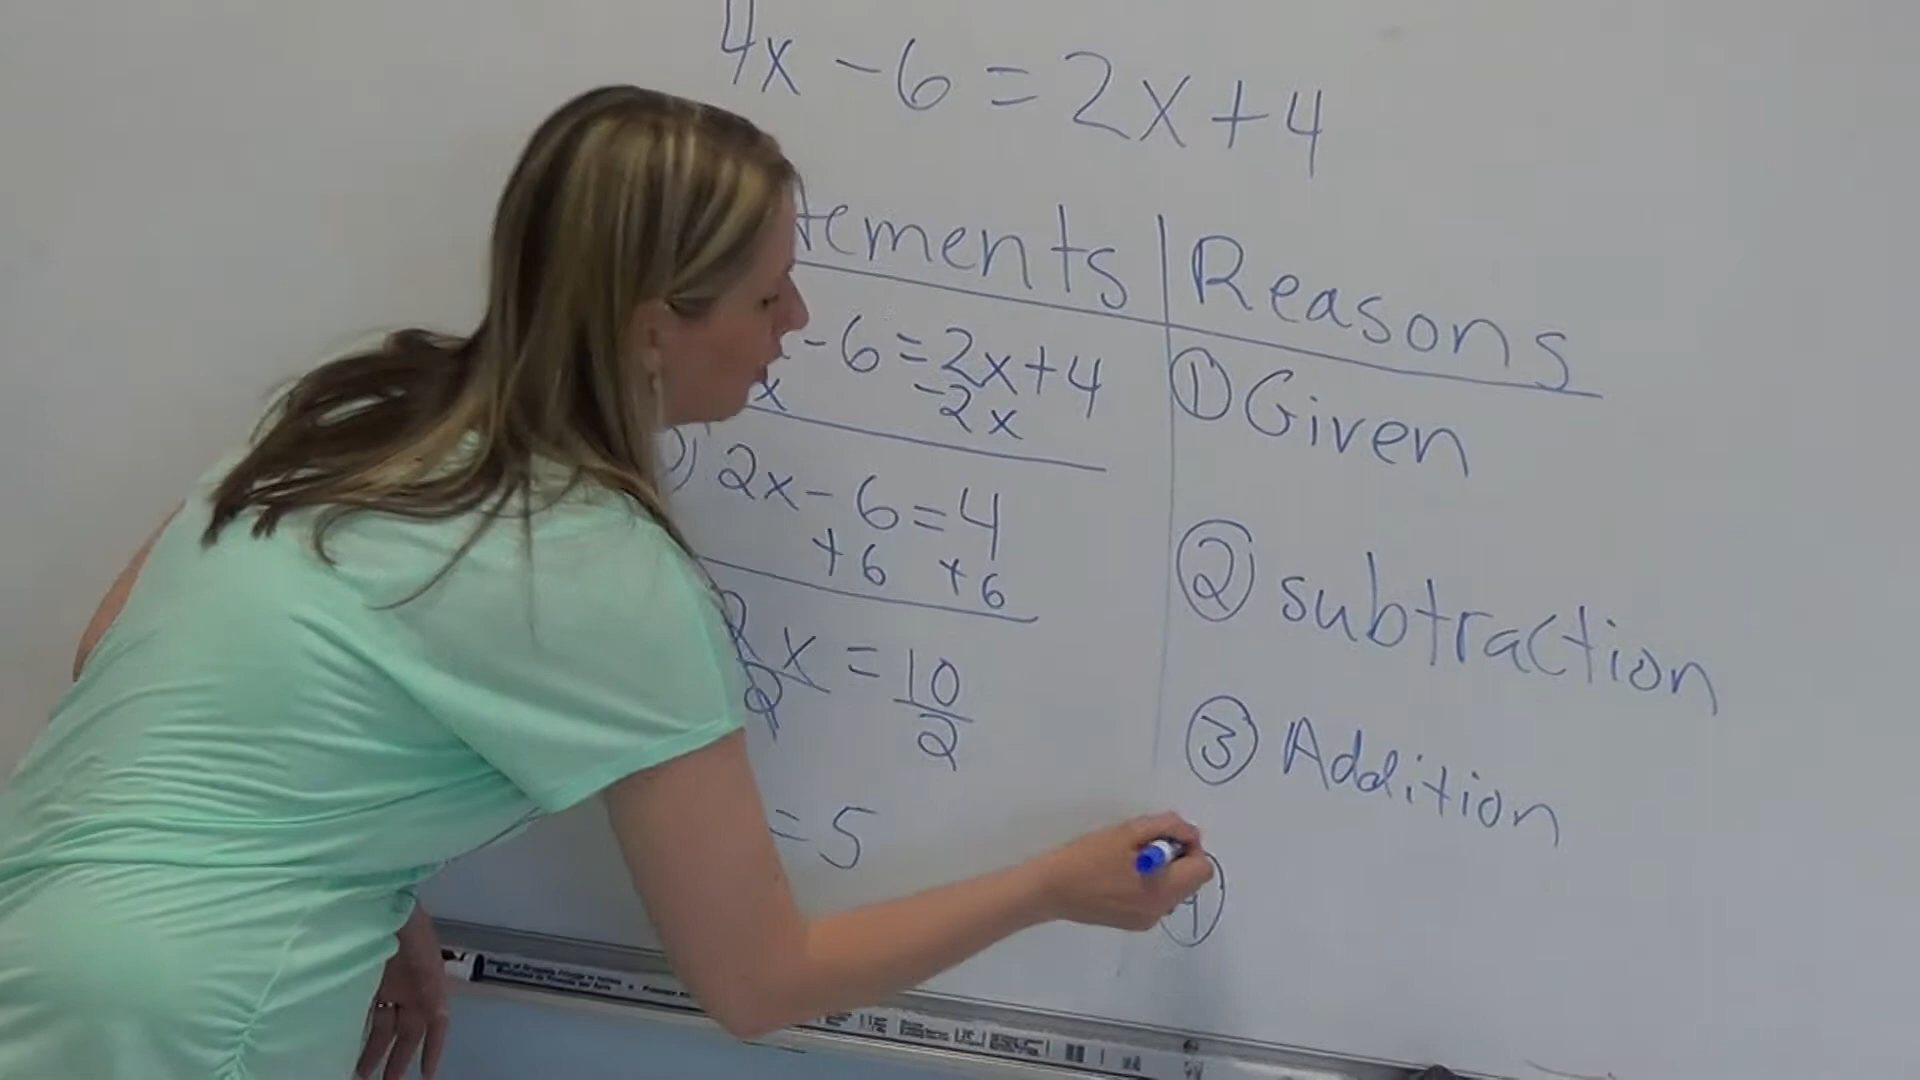 4x - 6 = 2x + 4
tements | Reasons
- 6 = 2x + 4
x -2x
① Given
2x - 6 = 4
+6 +6
② subtraction
2x = 10
2 2
③ Addition
= 5
④